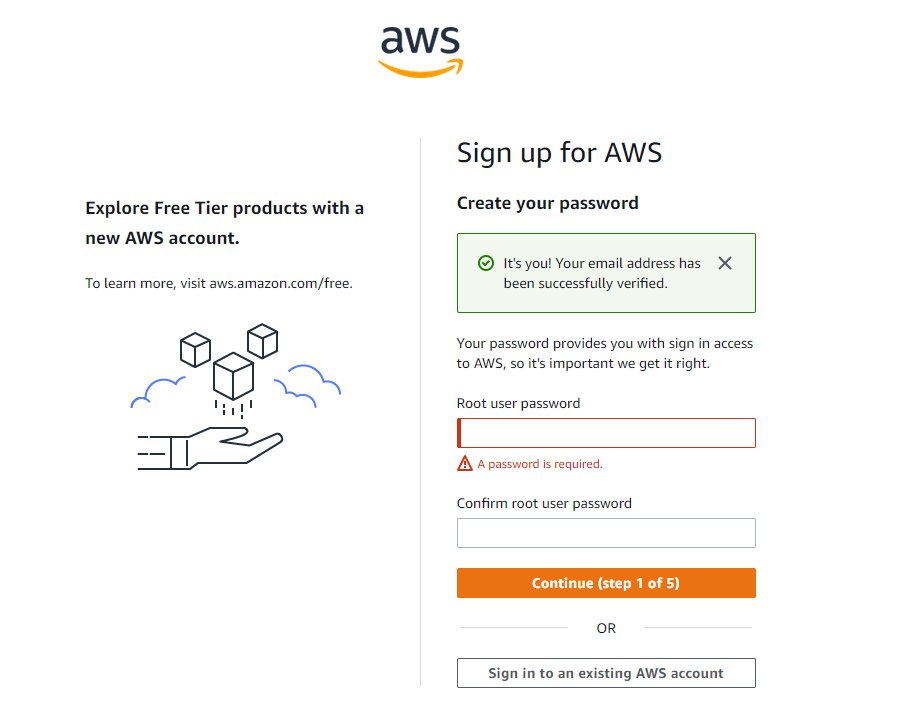 aws
Explore Free Tier products with a
new AWS account.
To learn more, visit aws.amazon.com/free.
Sign up for AWS
Create your password
It's you! Your email address has
been successfully verified.
Your password provides you with sign in access
to AWS, so it's important we get it right.
Root user password
A password is required.
Confirm root user password
Continue (step 1 of 5)
OR
Sign in to an existing AWS account